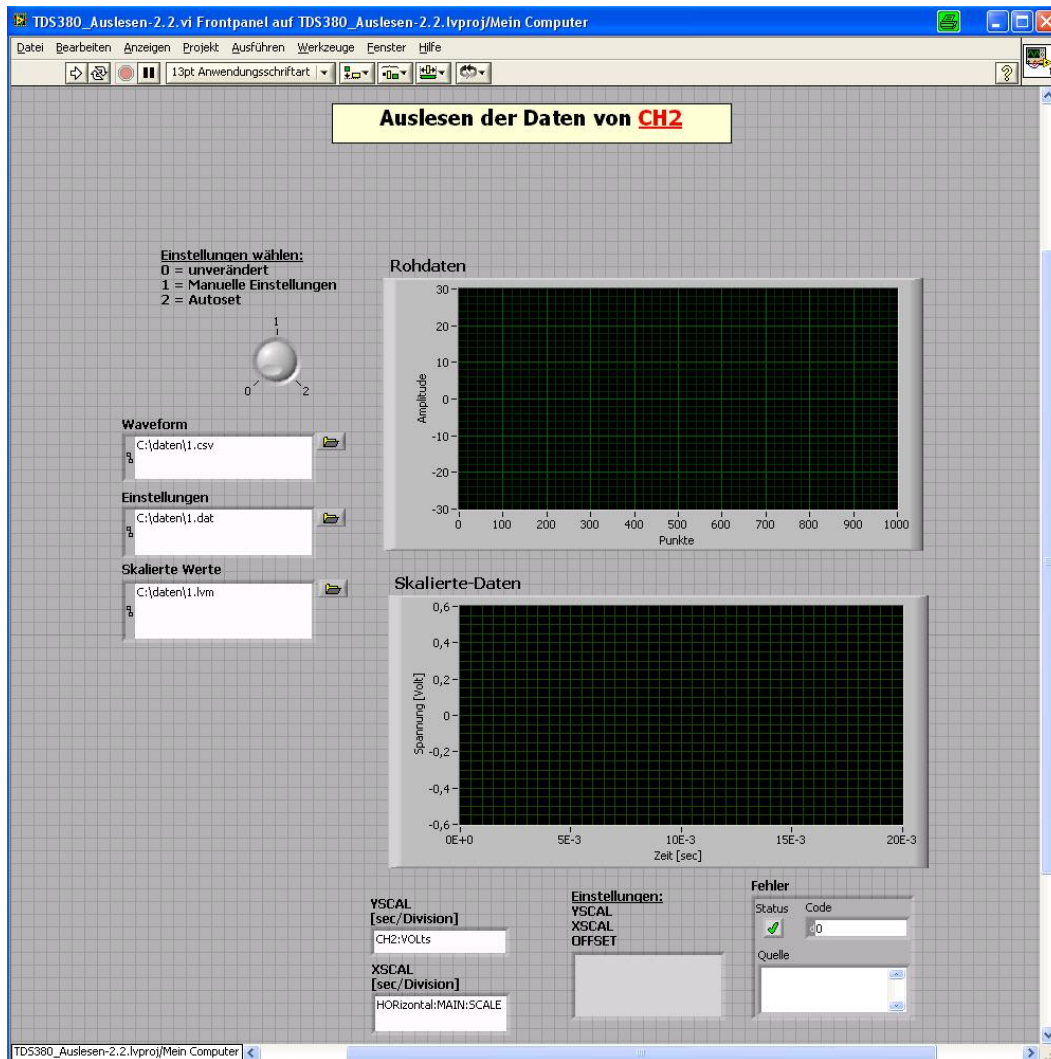 TDS380_Auslesen-2.2.vi Frontpanel auf TDS380_Auslesen-2.2.lvproj/Mein Computer
Datei Bearbeiten Anzeigen Projekt Ausführen Werkzeuge Fenster Hilfe
13pt Anwendungsschriftart
Auslesen der Daten von CH2
Einstellungen wählen:
0 = unverändert
1 = Manuelle Einstellungen
2 = Autoset
1
0 2
Waveform
C:\daten\1.csv
Einstellungen
C:\daten\1.dat
Skalierte Werte
C:\daten\1.lvm
Rohdaten
Amplitude
30
20
10
0
-10
-20
-30
0 100 200 300 400 500 600 700 800 900 1000
Punkte
Skalierte-Daten
Spannung [Volt]
0,6
0,4
0,2
0
-0,2
-0,4
-0,6
0E+0 5E-3 10E-3 15E-3 20E-3
Zeit [sec]
YSCAL
[sec/Division]
CH2:VOLts
XSCAL
[sec/Division]
HORizontal:MAIN:SCALE
Einstellungen:
YSCAL
XSCAL
OFFSET
Fehler
Status Code
d0
Quelle
TDS380_Auslesen-2.2.lvproj/Mein Computer